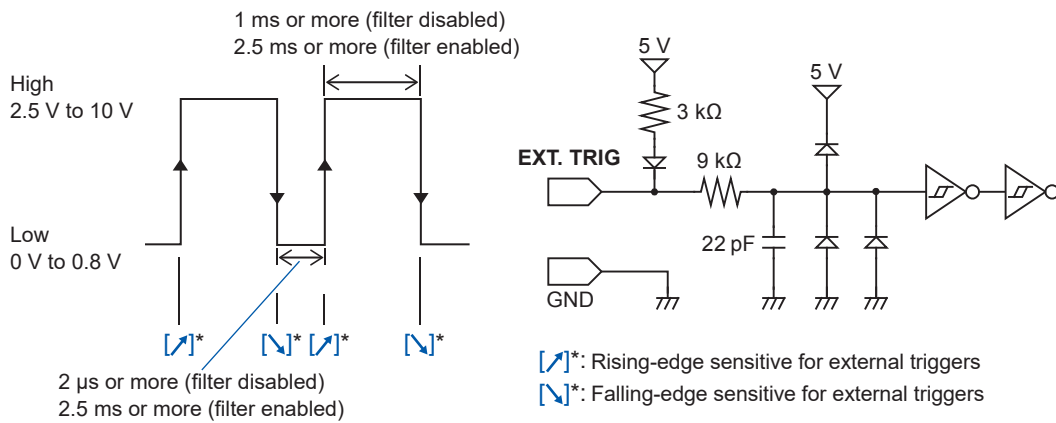 1 ms or more (filter disabled)
2.5 ms or more (filter enabled)
High
2.5 V to 10 V
Low
0 V to 0.8 V
[↗]* [↘]* [↗]* [↘]*
2 µs or more (filter disabled)
2.5 ms or more (filter enabled)
5 V
3 kΩ
5 V
EXT. TRIG
9 kΩ
22 pF
GND
[↗]*: Rising-edge sensitive for external triggers
[↘]*: Falling-edge sensitive for external triggers